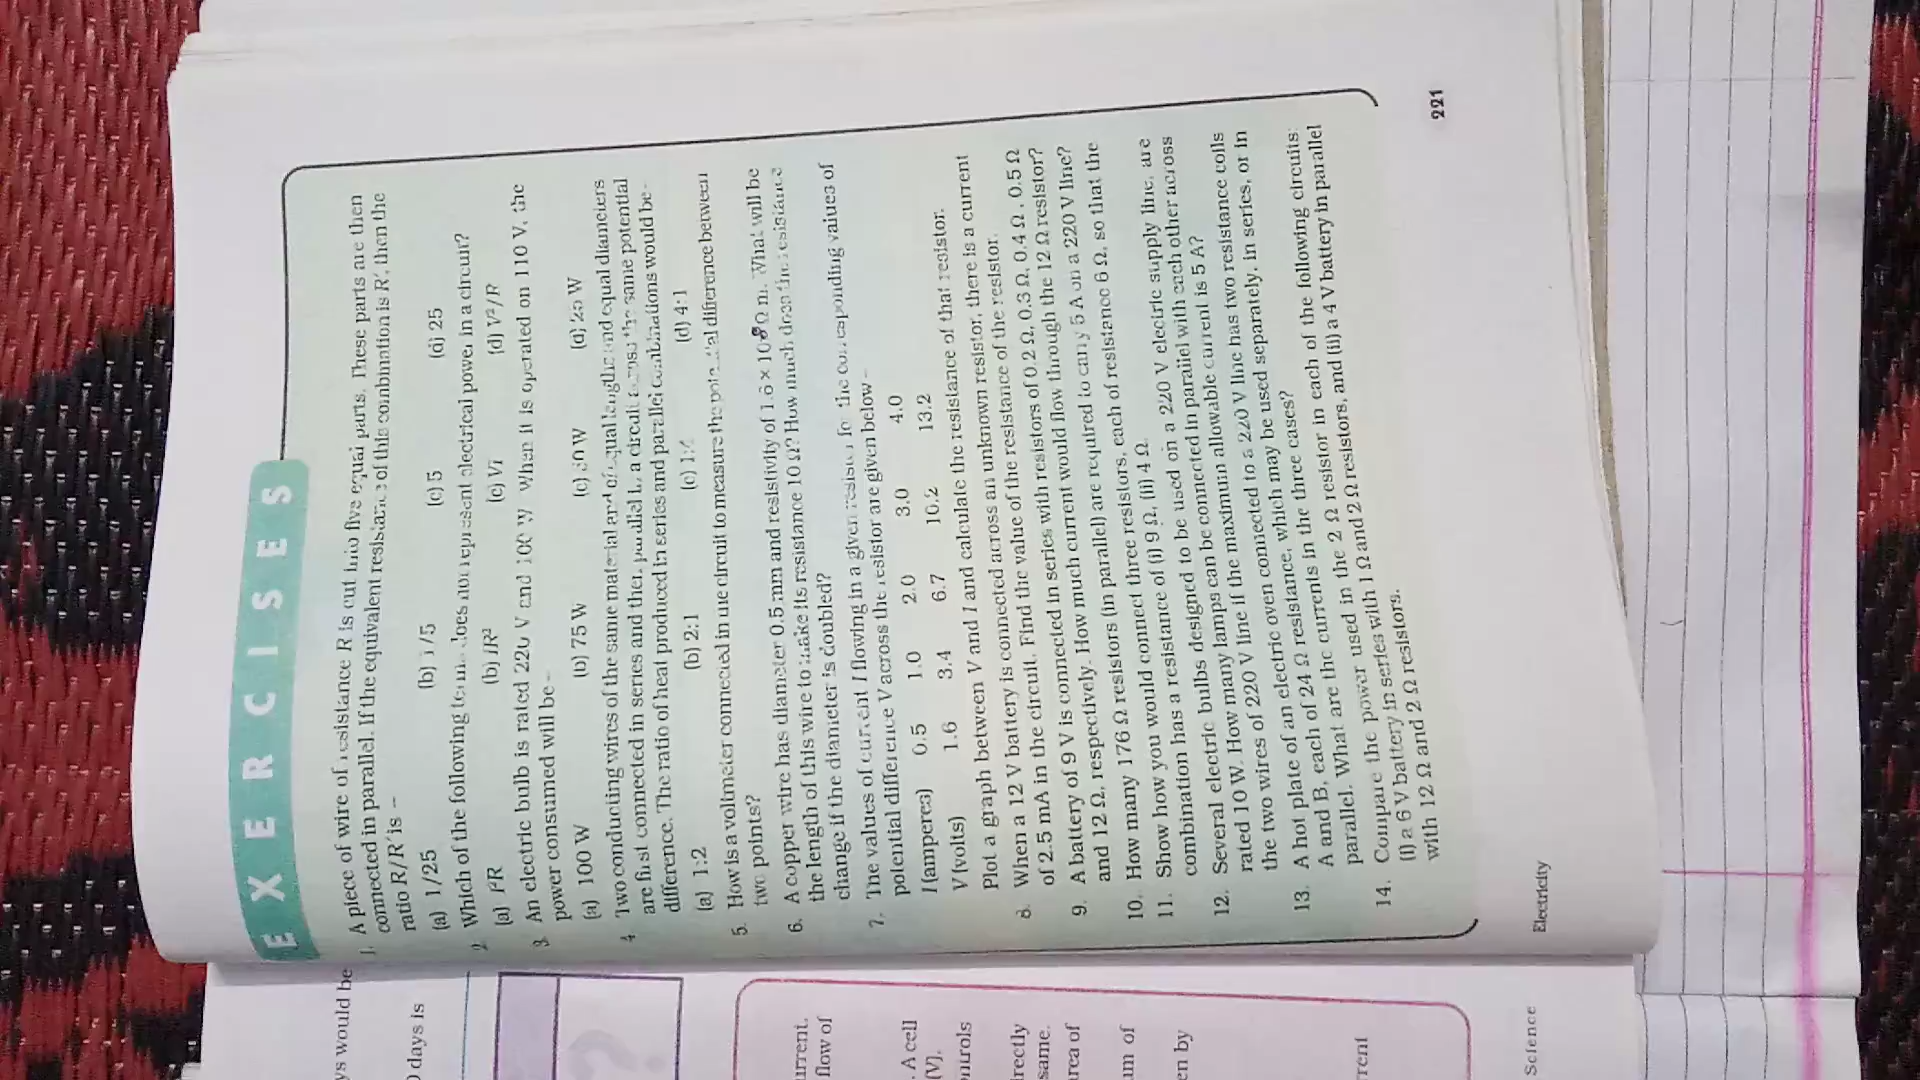 EXERCISES
1. A piece of wire of resistance R is cut into five equal parts. These parts are then
connected in parallel. If the equivalent resistance of this combination is R′, then the
ratio R/R′ is –
(a) 1/25 (b) 1/5 (c) 5 (d) 25
2. Which of the following terms does not represent electrical power in a circuit?
(a) I²R (b) IR² (c) VI (d) V²/R
3. An electric bulb is rated 220 V and 100 W. When it is operated on 110 V, the
power consumed will be –
(a) 100 W (b) 75 W (c) 50 W (d) 25 W
4. Two conducting wires of the same material and of equal lengths and equal diameters
are first connected in series and then parallel in a circuit across the same potential
difference. The ratio of heat produced in series and parallel combinations would be –
(a) 1:2 (b) 2:1 (c) 1:4 (d) 4:1
5. How is a voltmeter connected in the circuit to measure the potential difference between
two points?
6. A copper wire has diameter 0.5 mm and resistivity of 1.6 × 10 Ω m. What will be
the length of this wire to make its resistance 10 Ω? How much does the resistance
change if the diameter is doubled?
7. The values of current I flowing in a given resistor for the corresponding values of
potential difference V across the resistor are given below –
I (amperes) 0.5 1.0 2.0 3.0 4.0
V (volts) 1.6 3.4 6.7 10.2 13.2
Plot a graph between V and I and calculate the resistance of that resistor.
8. When a 12 V battery is connected across an unknown resistor, there is a current
of 2.5 mA in the circuit. Find the value of the resistance of the resistor.
9. A battery of 9 V is connected in series with resistors of 0.2 Ω, 0.3 Ω, 0.4 Ω , 0.5 Ω
and 12 Ω, respectively. How much current would flow through the 12 Ω resistor?
10. How many 176 Ω resistors (in parallel) are required to carry 5 A on a 220 V line?
11. Show how you would connect three resistors, each of resistance 6 Ω, so that the
combination has a resistance of (i) 9 Ω, (ii) 4 Ω.
12. Several electric bulbs designed to be used on a 220 V electric supply line, are
rated 10 W. How many lamps can be connected in parallel with each other across
the two wires of 220 V line if the maximum allowable current is 5 A?
13. A hot plate of an electric oven connected to a 220 V line has two resistance coils
A and B, each of 24 Ω resistance, which may be used separately, in series, or in
parallel. What are the currents in the three cases?
14. Compare the power used in the 2 Ω resistor in each of the following circuits:
(i) a 6 V battery in series with 1 Ω and 2 Ω resistors, and (ii) a 4 V battery in parallel
with 12 Ω and 2 Ω resistors.
Electricity
221
ys would be
days is
flow of
. A cell
(V).
same.
area of
en by
Science